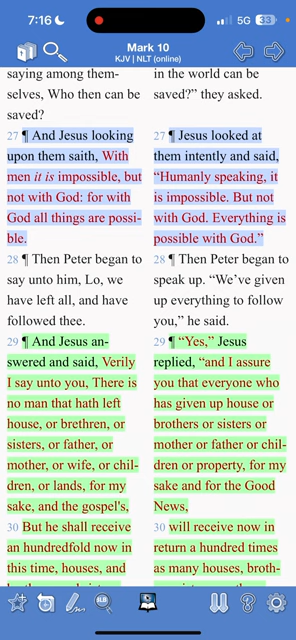 7:16
5G 33
Mark 10
KJV | NLT (online)
saying among them-
selves, Who then can be
saved?
27 ¶ And Jesus looking
upon them saith, With
men it is impossible, but
not with God: for with
God all things are possi-
ble.
28 ¶ Then Peter began to
say unto him, Lo, we
have left all, and have
followed thee.
29 ¶ And Jesus an-
swered and said, Verily
I say unto you, There is
no man that hath left
house, or brethren, or
sisters, or father, or
mother, or wife, or chil-
dren, or lands, for my
sake, and the gospel's,
30 But he shall receive
an hundredfold now in
this time, houses, and
in the world can be
saved?” they asked.
27 ¶ Jesus looked at
them intently and said,
“Humanly speaking, it
is impossible. But not
with God. Everything is
possible with God.”
28 ¶ Then Peter began to
speak up. “We’ve given
up everything to follow
you,” he said.
29 ¶ “Yes,” Jesus
replied, “and I assure
you that everyone who
has given up house or
brothers or sisters or
mother or father or chil-
dren or property, for my
sake and for the Good
News,
30 will receive now in
return a hundred times
as many houses, broth-